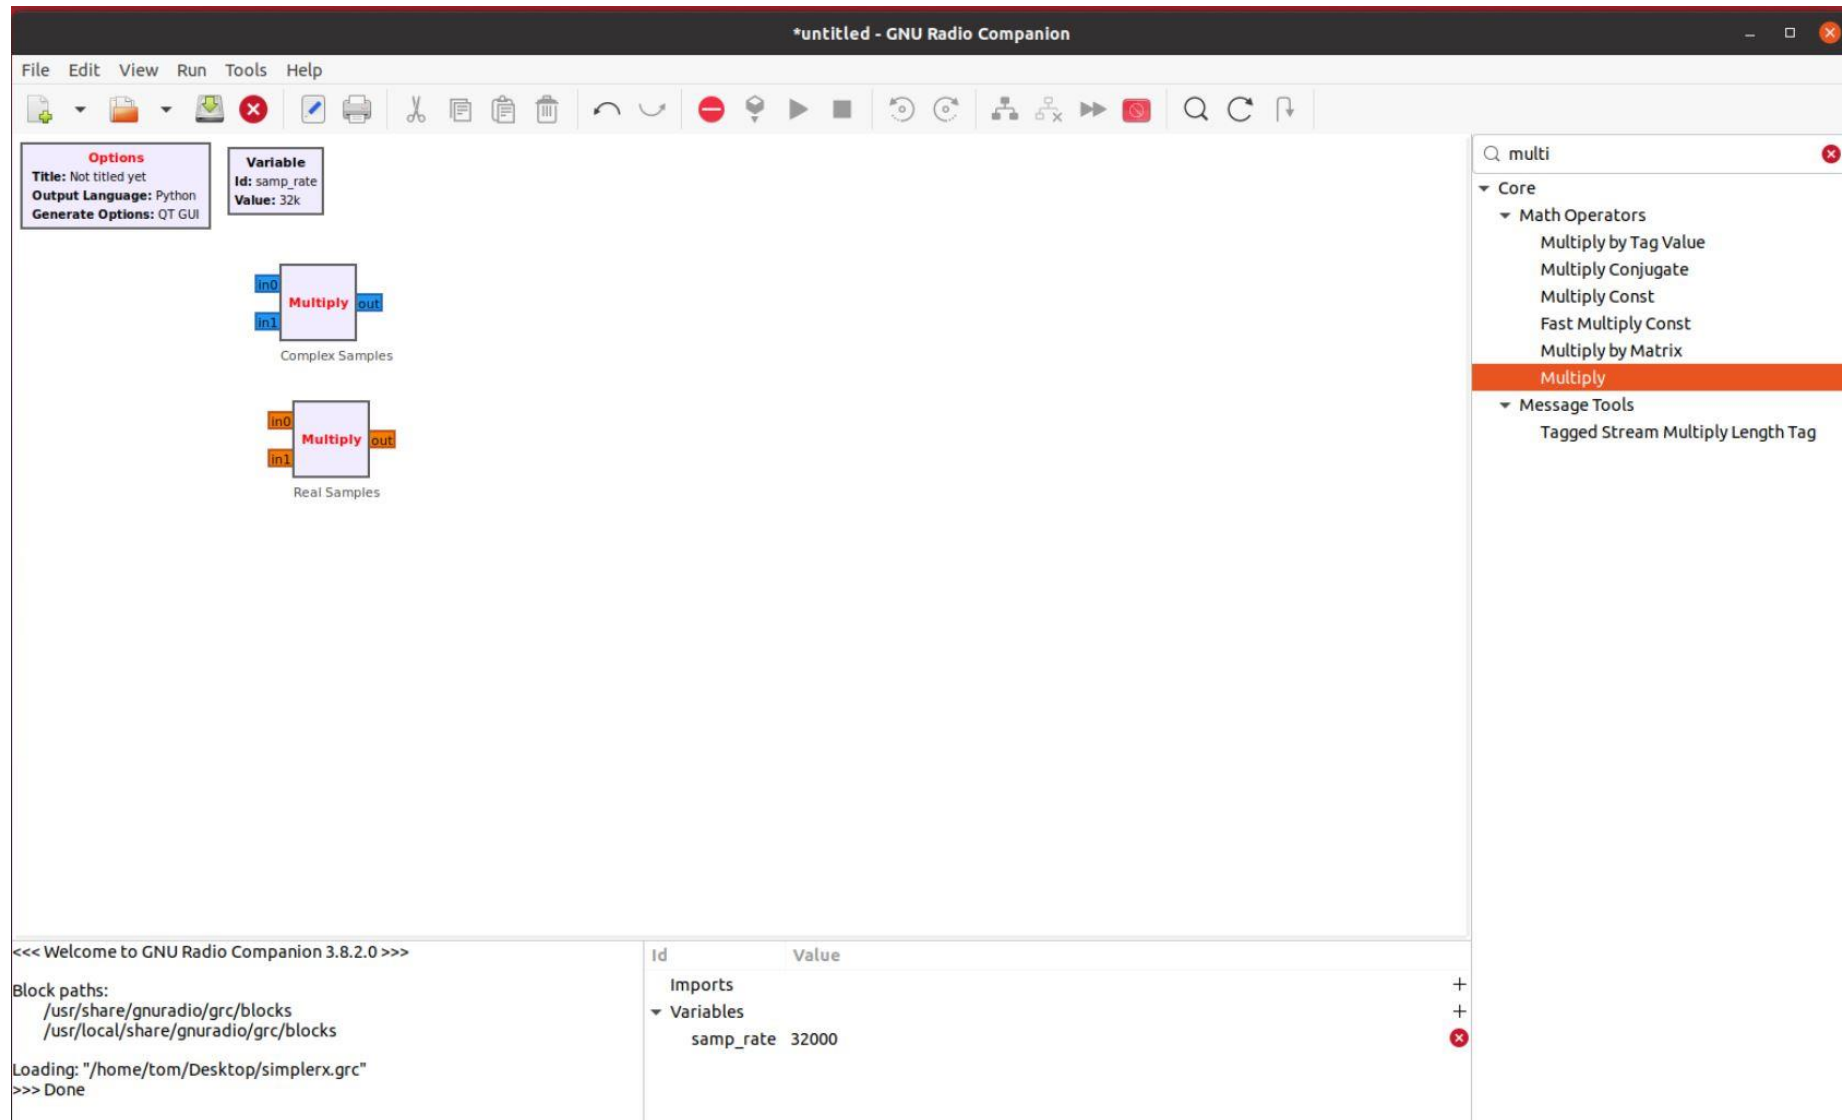 *untitled - GNU Radio Companion
File Edit View Run Tools Help
Options
Title: Not titled yet
Output Language: Python
Generate Options: QT GUI
Variable
Id: samp_rate
Value: 32k
in0
in1
Multiply
out
Complex Samples
in0
in1
Multiply
out
Real Samples
multi
Core
Math Operators
Multiply by Tag Value
Multiply Conjugate
Multiply Const
Fast Multiply Const
Multiply by Matrix
Multiply
Message Tools
Tagged Stream Multiply Length Tag
<<< Welcome to GNU Radio Companion 3.8.2.0 >>>
Block paths:
/usr/share/gnuradio/grc/blocks
/usr/local/share/gnuradio/grc/blocks
Loading: "/home/tom/Desktop/simplerx.grc"
>>> Done
Id Value
Imports
Variables
samp_rate 32000